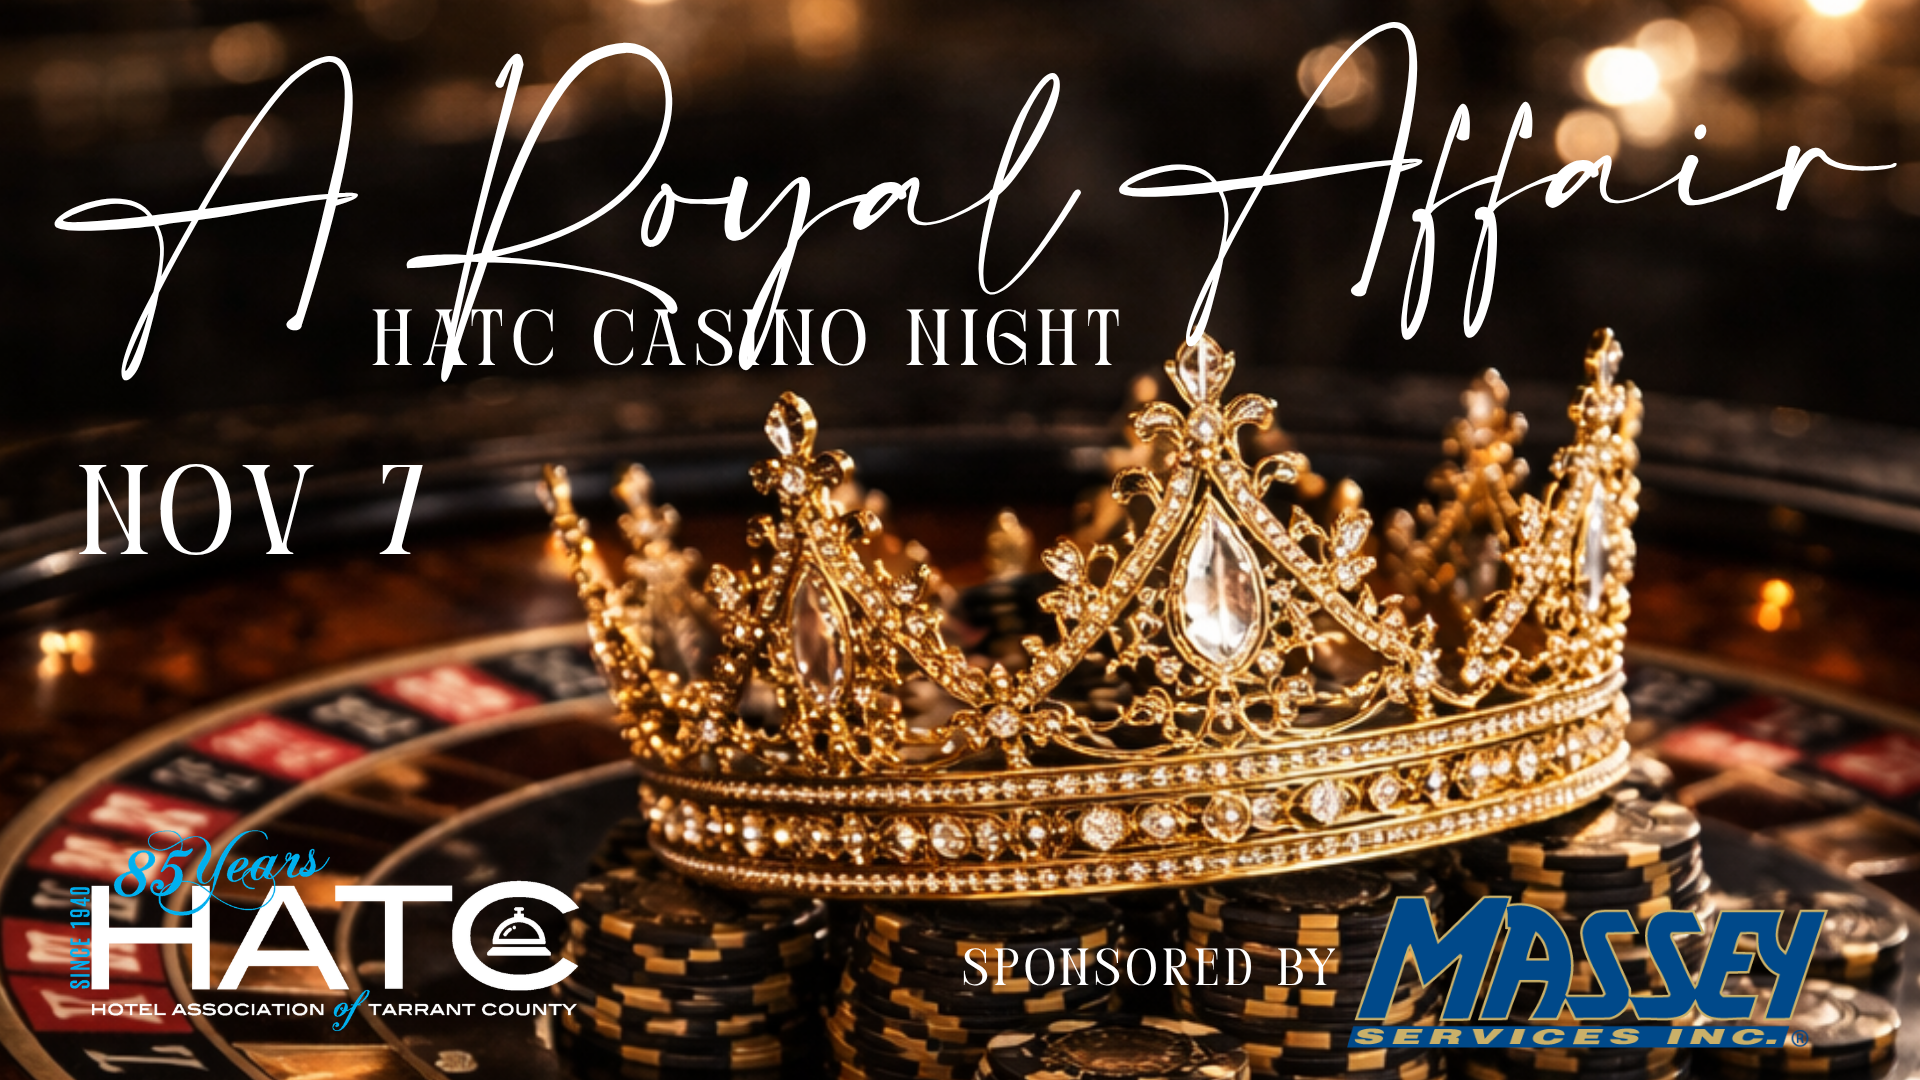 A Royal Affair
HATC CASINO NIGHT
NOV 7
85 Years
SINCE 1940
HATC
HOTEL ASSOCIATION of TARRANT COUNTY
SPONSORED BY
MASSEY
SERVICES INC.®